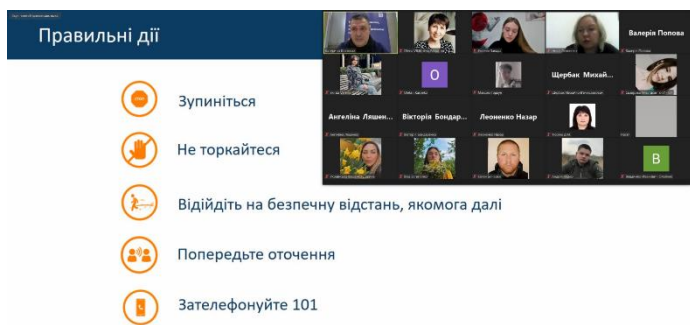 Правильні дії
Зупиніться
Не торкайтеся
Відійдіть на безпечну відстань, якомога далі
Попередьте оточення
Зателефонуйте 101
Валерія Попова
О
Щербак Михай...
Ангеліна Ляшен...
Вікторія Бондар...
Леоненко Назар
В